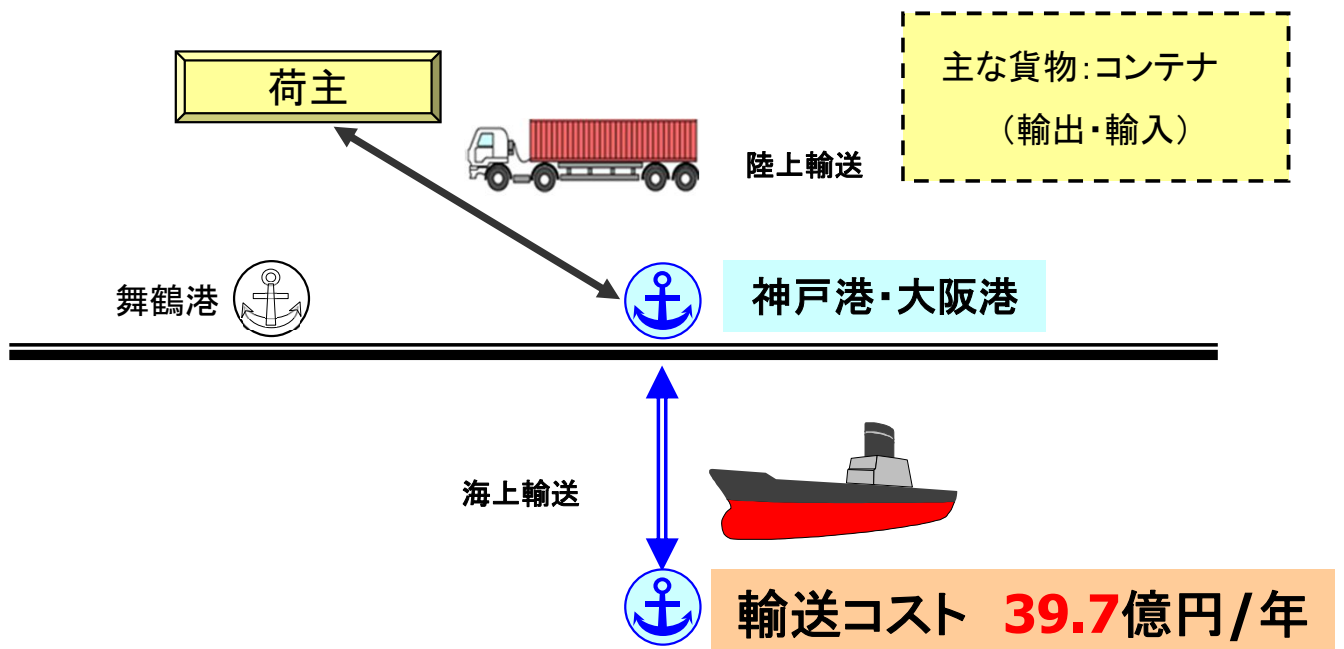 荷主
主な貨物:コンテナ
(輸出・輸入)
陸上輸送
舞鶴港
神戸港・大阪港
海上輸送
輸送コスト 39.7億円/年